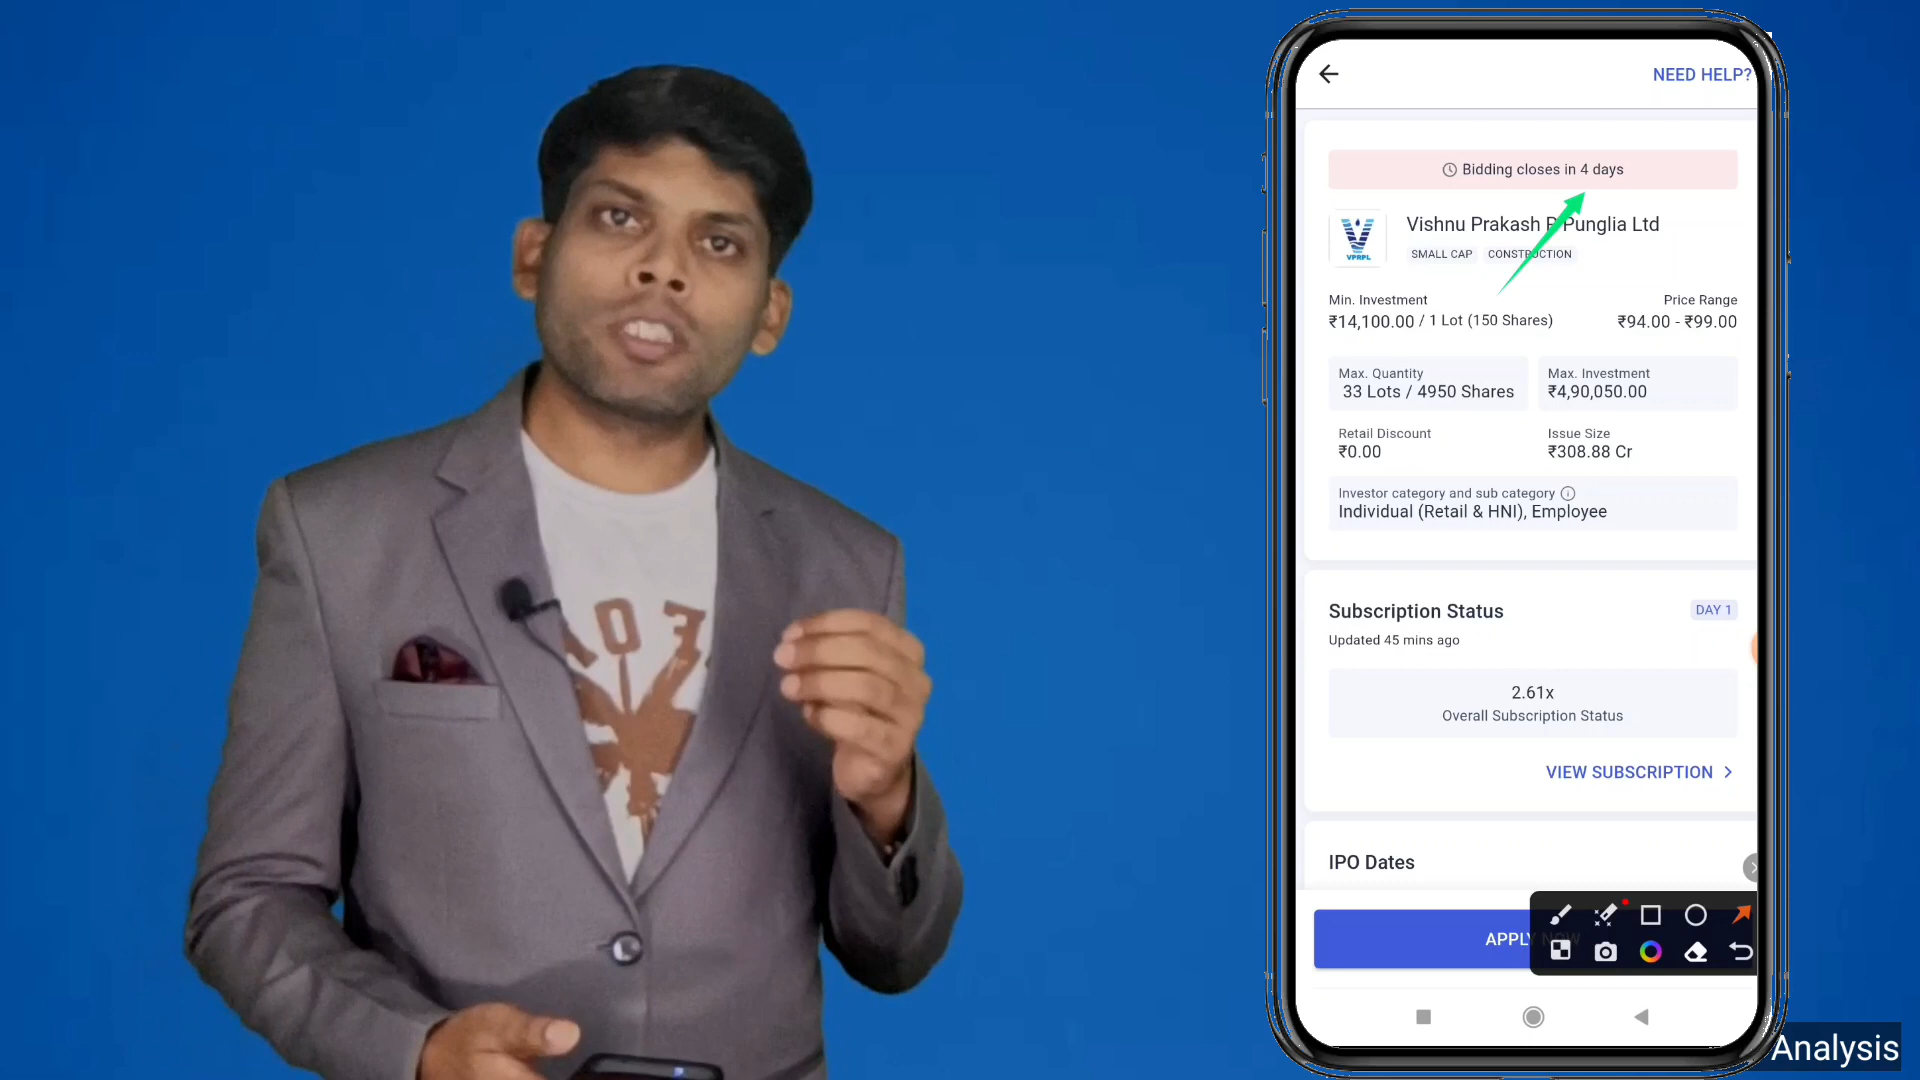 NEED HELP?
Bidding closes in 4 days
Vishnu Prakash R Punglia Ltd
VPRPL
SMALL CAP CONSTRUCTION
Min. Investment Price Range
₹14,100.00 / 1 Lot (150 Shares) ₹94.00 - ₹99.00
Max. Quantity Max. Investment
33 Lots / 4950 Shares ₹4,90,050.00
Retail Discount Issue Size
₹0.00 ₹308.88 Cr
Investor category and sub category
Individual (Retail & HNI), Employee
Subscription Status DAY 1
Updated 45 mins ago
2.61x
Overall Subscription Status
VIEW SUBSCRIPTION
IPO Dates
APPLY NOW
Analysis